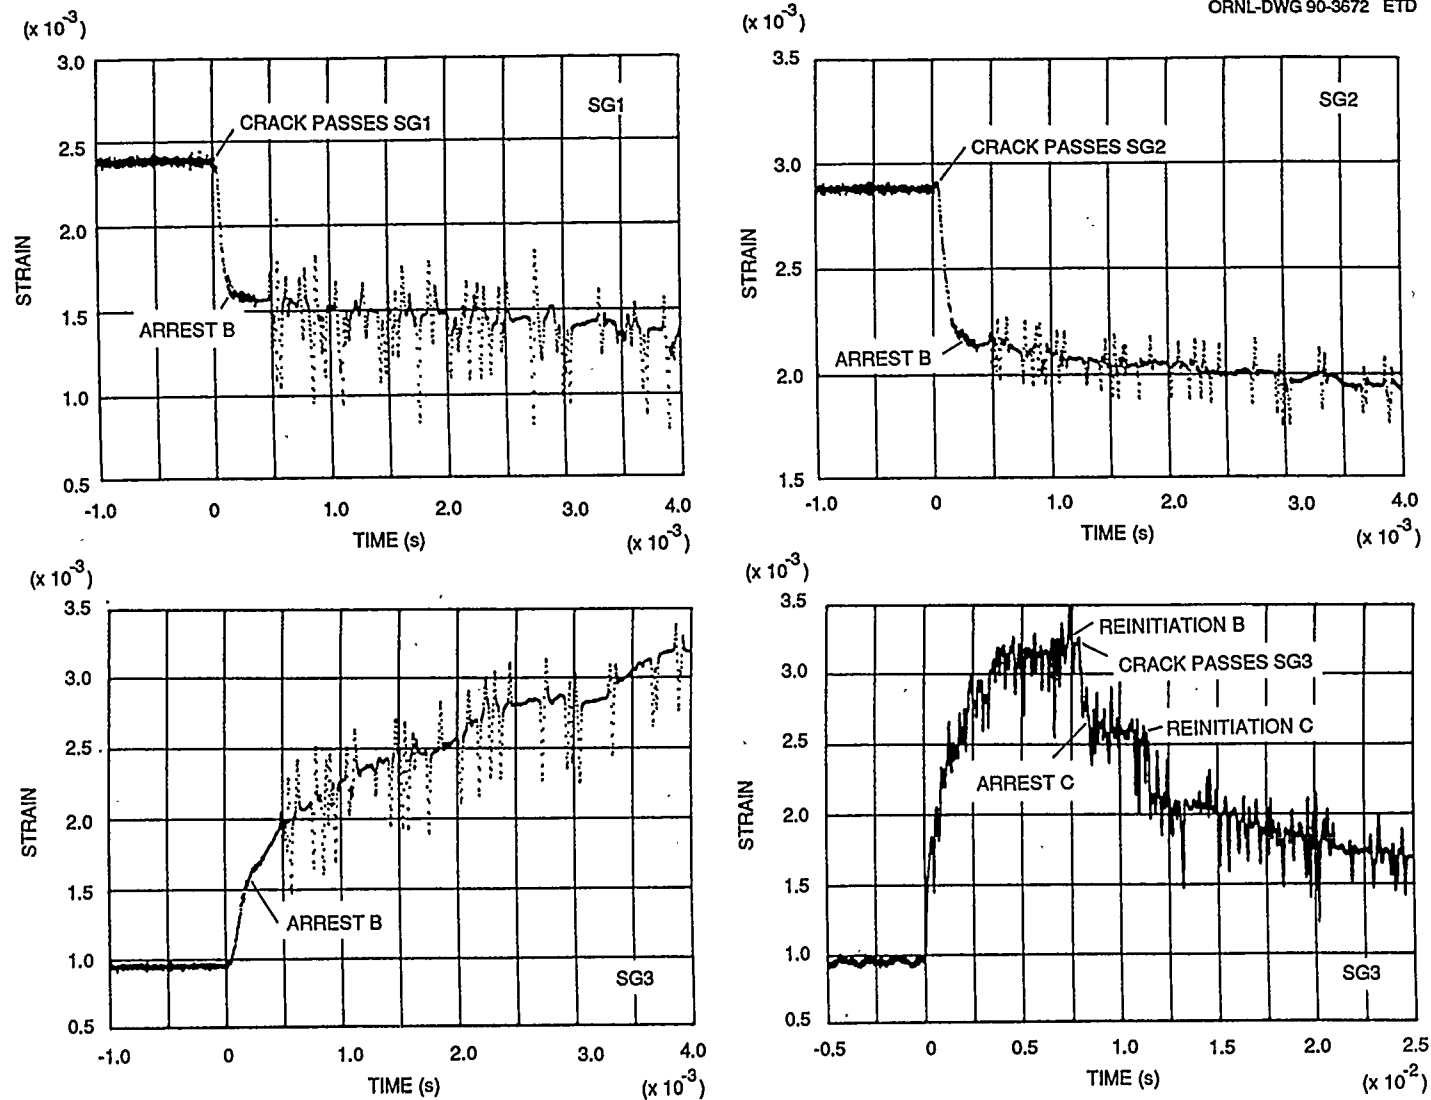 ORNL-DWG 90-3672 ETD
(x 10⁻³)
3.0
2.5
2.0
1.5
1.0
0.5
STRAIN
SG1
CRACK PASSES SG1
ARREST B
-1.0 0 1.0 2.0 3.0 4.0
TIME (s)
(x 10⁻³)
(x 10⁻³)
3.5
3.0
2.5
2.0
1.5
STRAIN
SG2
CRACK PASSES SG2
ARREST B
-1.0 0 1.0 2.0 3.0 4.0
TIME (s)
(x 10⁻³)
(x 10⁻³)
3.5
3.0
2.5
2.0
1.5
1.0
0.5
STRAIN
ARREST B
SG3
-1.0 0 1.0 2.0 3.0 4.0
TIME (s)
(x 10⁻³)
(x 10⁻³)
3.5
3.0
2.5
2.0
1.5
1.0
0.5
STRAIN
REINITIATION B
CRACK PASSES SG3
REINITIATION C
ARREST C
SG3
-0.5 0 0.5 1.0 1.5 2.0 2.5
TIME (s)
(x 10⁻²)